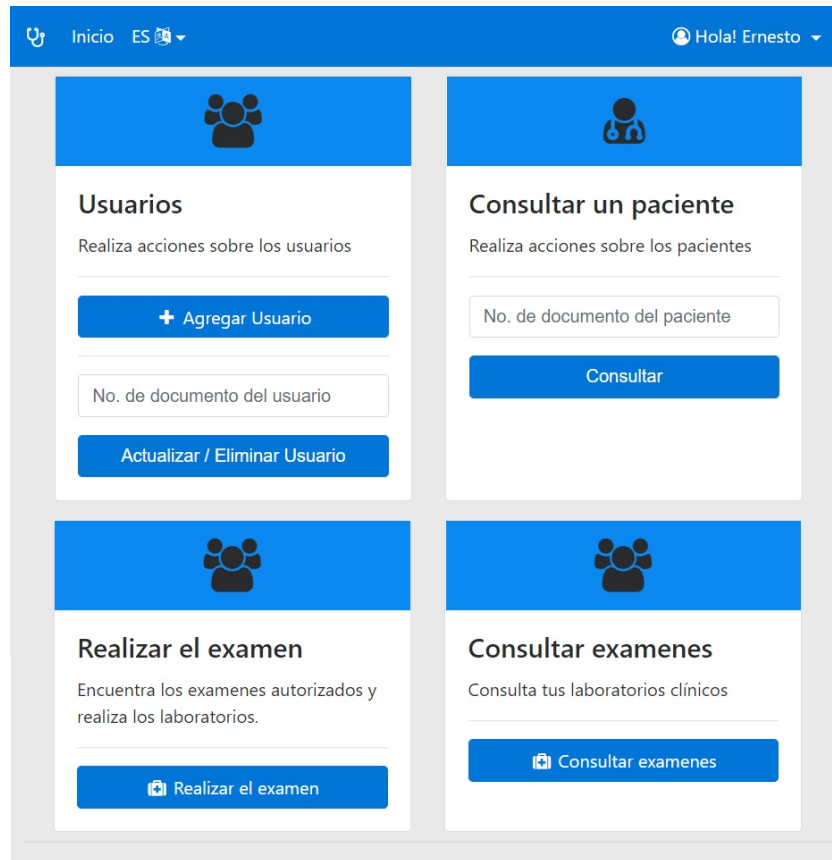 Inicio ES
Hola! Ernesto
Usuarios
Realiza acciones sobre los usuarios
Agregar Usuario
No. de documento del usuario
Actualizar / Eliminar Usuario
Consultar un paciente
Realiza acciones sobre los pacientes
No. de documento del paciente
Consultar
Realizar el examen
Encuentra los examenes autorizados y
realiza los laboratorios.
Realizar el examen
Consultar examenes
Consulta tus laboratorios clínicos
Consultar examenes